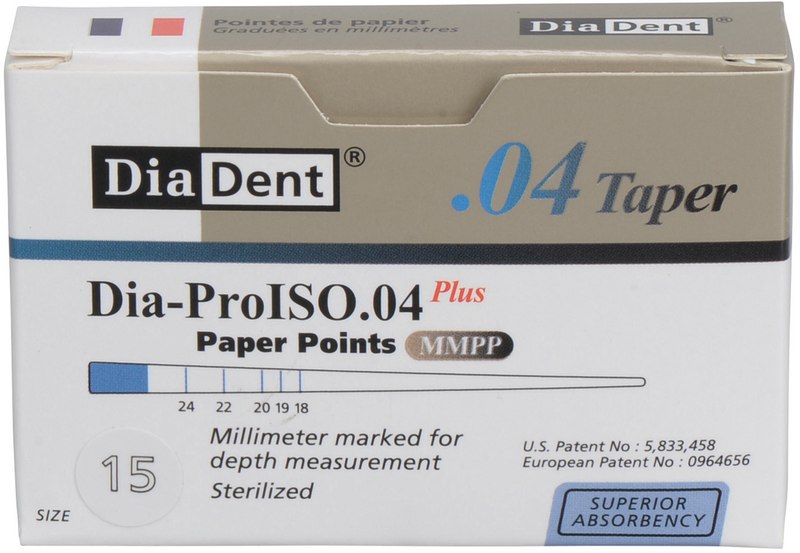 Pointes de papier
Graduées en millimètres
DiaDent®
DiaDent®
.04 Taper
Dia-ProISO.04 Plus
Paper Points MMPP
24 22 20 19 18
Millimeter marked for
depth measurement
Sterilized
SIZE 15
U.S. Patent No : 5,833,458
European Patent No : 0964656
SUPERIOR
ABSORBENCY